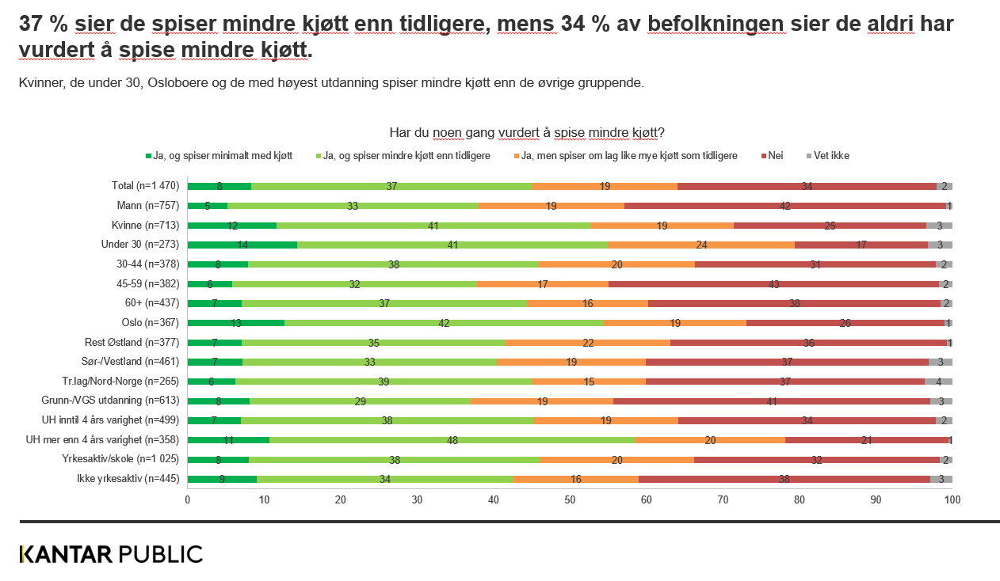 37 % sier de spiser mindre kjøtt enn tidligere, mens 34 % av befolkningen sier de aldri har
vurdert å spise mindre kjøtt.
Kvinner, de under 30, Osloboere og de med høyest utdanning spiser mindre kjøtt enn de øvrige gruppende.
Har du noen gang vurdert å spise mindre kjøtt?
Ja, og spiser minimalt med kjøtt Ja, og spiser mindre kjøtt enn tidligere Ja, men spiser om lag like mye kjøtt som tidligere Nei Vet ikke
Total (n=1 470) 8 37 19 34 2
Mann (n=757) 5 33 19 42 1
Kvinne (n=713) 12 41 19 25 3
Under 30 (n=273) 14 41 24 17 3
30-44 (n=378) 8 38 20 31 2
45-59 (n=382) 6 32 17 43 2
60+ (n=437) 7 37 16 38 2
Oslo (n=367) 13 42 19 26 1
Rest Østland (n=377) 7 35 22 36 1
Sør-/Vestland (n=461) 7 33 19 37 3
Tr.lag/Nord-Norge (n=265) 6 39 15 37 4
Grunn-/VGS utdanning (n=613) 8 29 19 41 3
UH inntil 4 års varighet (n=499) 7 38 19 34 2
UH mer enn 4 års varighet (n=358) 11 48 20 21 1
Yrkesaktiv/skole (n=1 025) 8 38 20 32 2
Ikke yrkesaktiv (n=445) 9 34 16 38 3
0 10 20 30 40 50 60 70 80 90 100
KANTAR PUBLIC